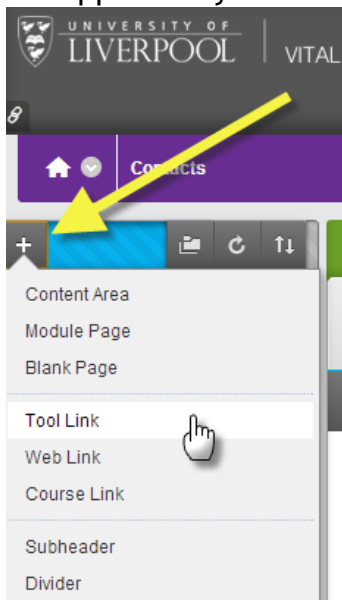 UNIVERSITY OF
LIVERPOOL
VITAL
Contacts
+
Content Area
Module Page
Blank Page
Tool Link
Web Link
Course Link
Subheader
Divider